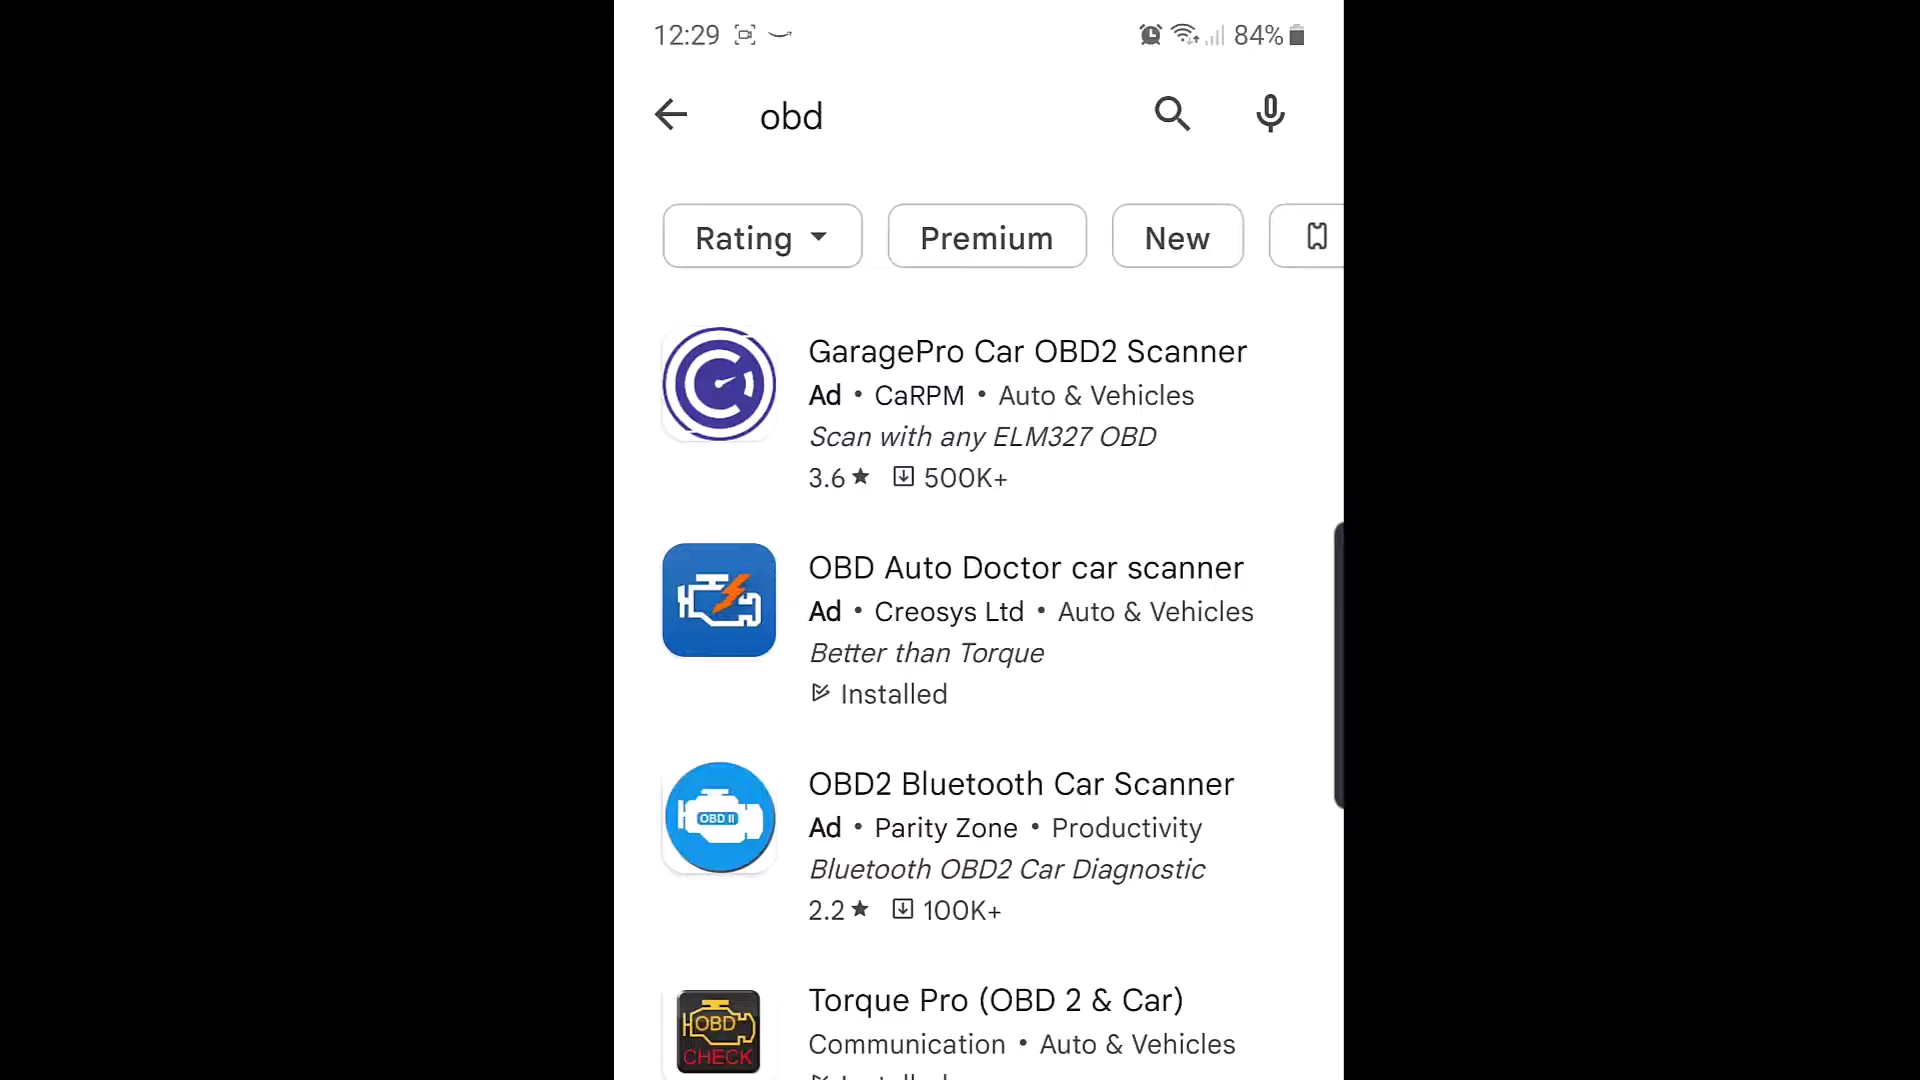 12:29 84%
obd
Rating Premium New
GaragePro Car OBD2 Scanner
Ad • CaRPM • Auto & Vehicles
Scan with any ELM327 OBD
3.6★ 500K+
OBD Auto Doctor car scanner
Ad • Creosys Ltd • Auto & Vehicles
Better than Torque
Installed
OBD II
OBD2 Bluetooth Car Scanner
Ad • Parity Zone • Productivity
Bluetooth OBD2 Car Diagnostic
2.2★ 100K+
OBD
CHECK
Torque Pro (OBD 2 & Car)
Communication • Auto & Vehicles